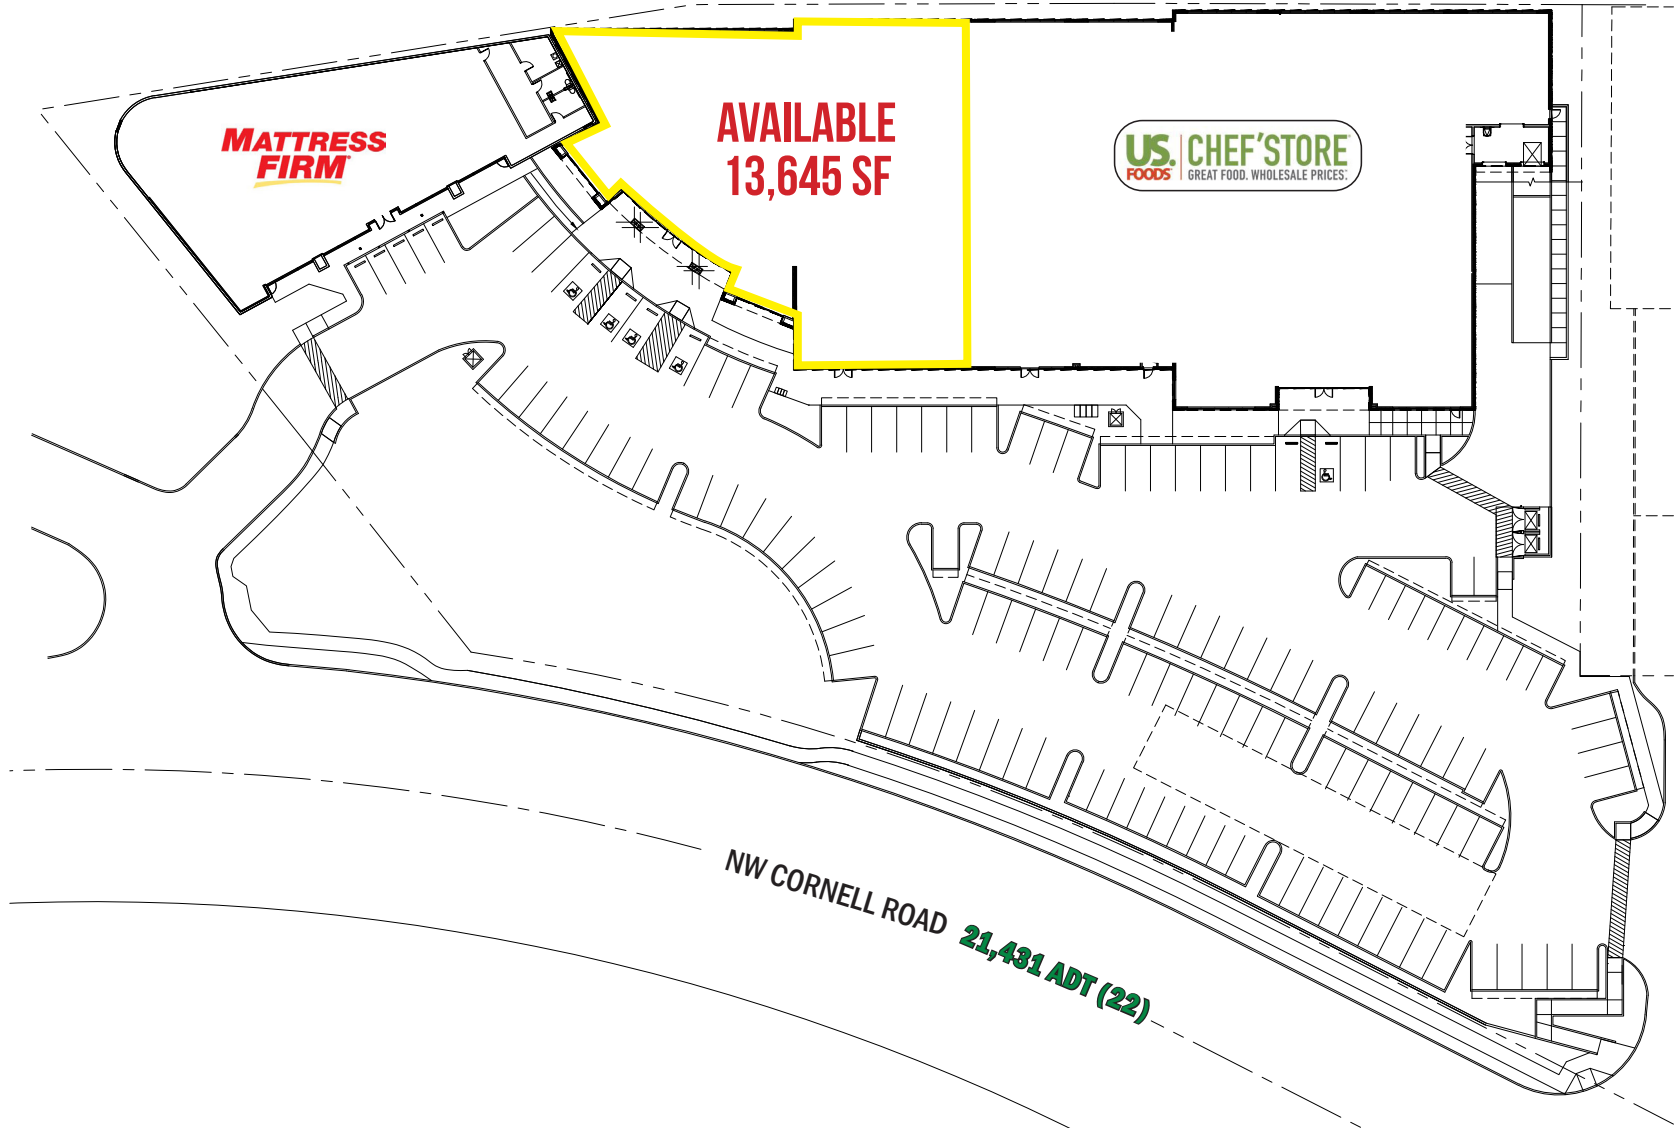 MATTRESS
FIRM
AVAILABLE
13,645 SF
US.
FOODS
CHEF'STORE
GREAT FOOD. WHOLESALE PRICES.
NW CORNELL ROAD 21,431 ADT (22)